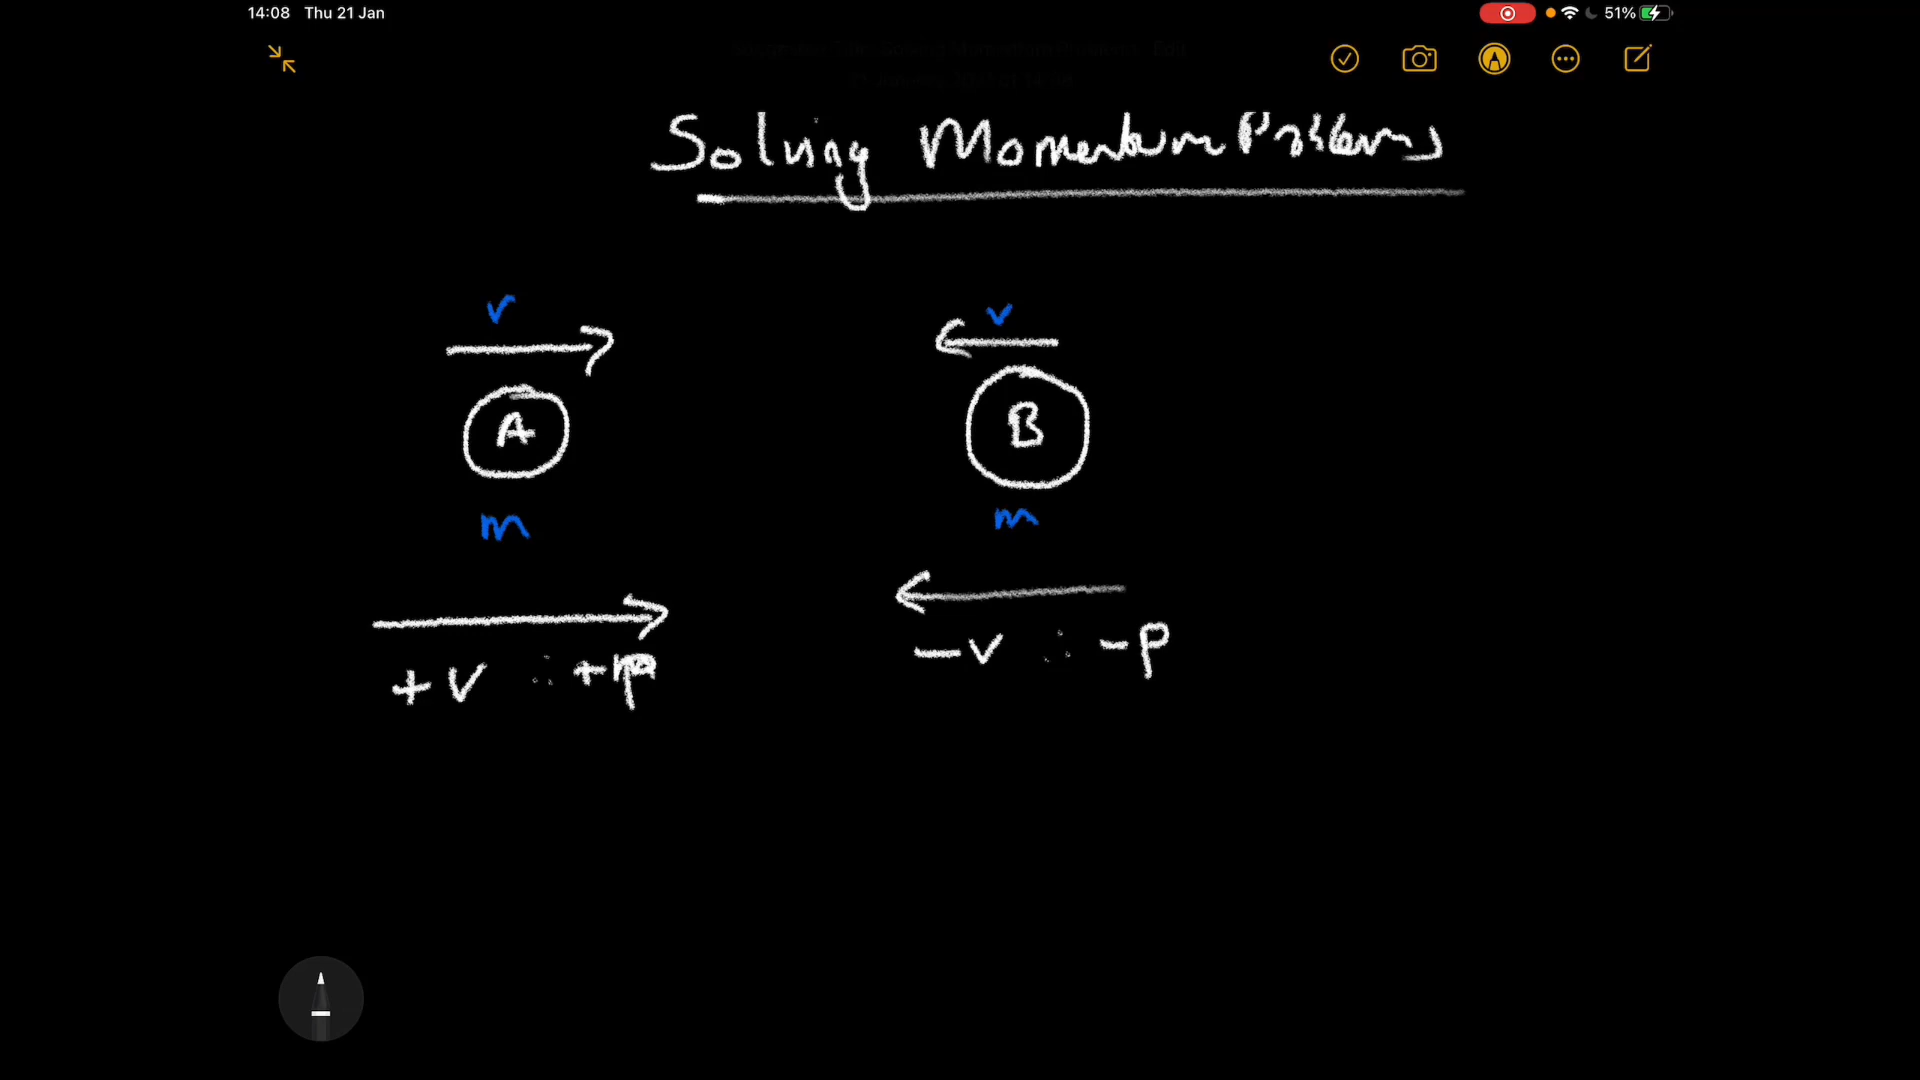 14:08 Thu 21 Jan 51%
Solving Momentum Problems
v v
A B
m m
+v ∴ +p -v ∴ -p